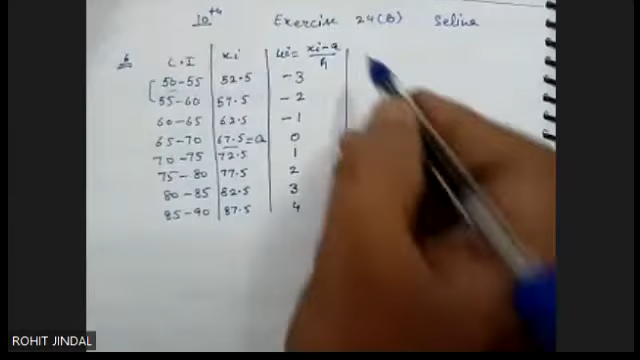 10th Exercise 24(B) Selina
6 C.I xi ui = xi-a/h
50-55 52.5 -3
55-60 57.5 -2
60-65 62.5 -1
65-70 67.5=a 0
70-75 72.5 1
75-80 77.5 2
80-85 82.5 3
85-90 87.5 4
ROHIT JINDAL